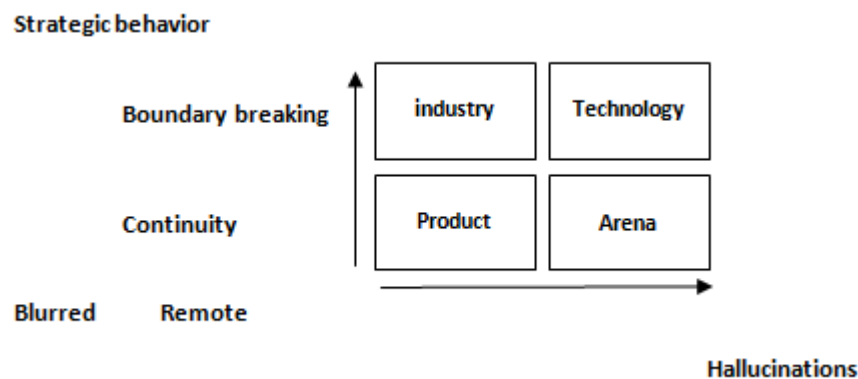 Strategic behavior
Boundary breaking industry Technology
Continuity Product Arena
Blurred Remote
Hallucinations